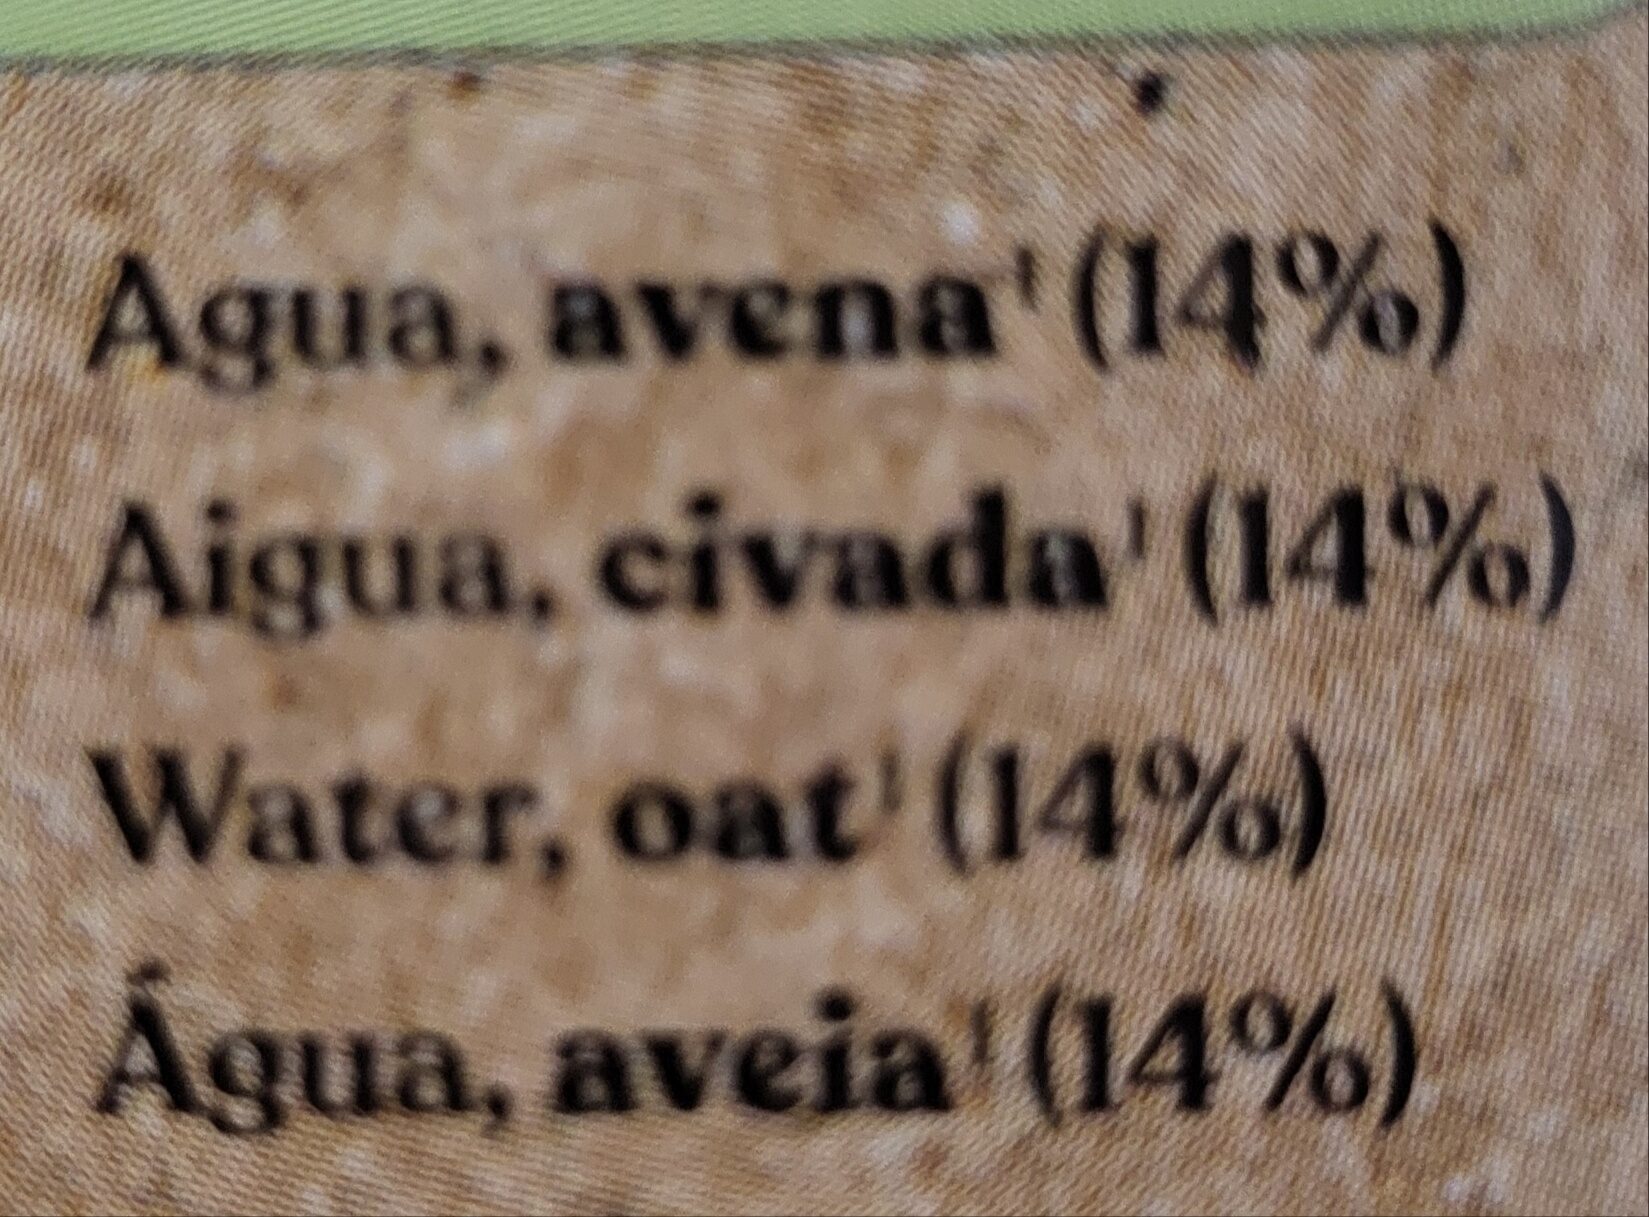 Agua, avena¹ (14%)
Aigua, civada¹ (14%)
Water, oat¹ (14%)
Água, aveia¹ (14%)